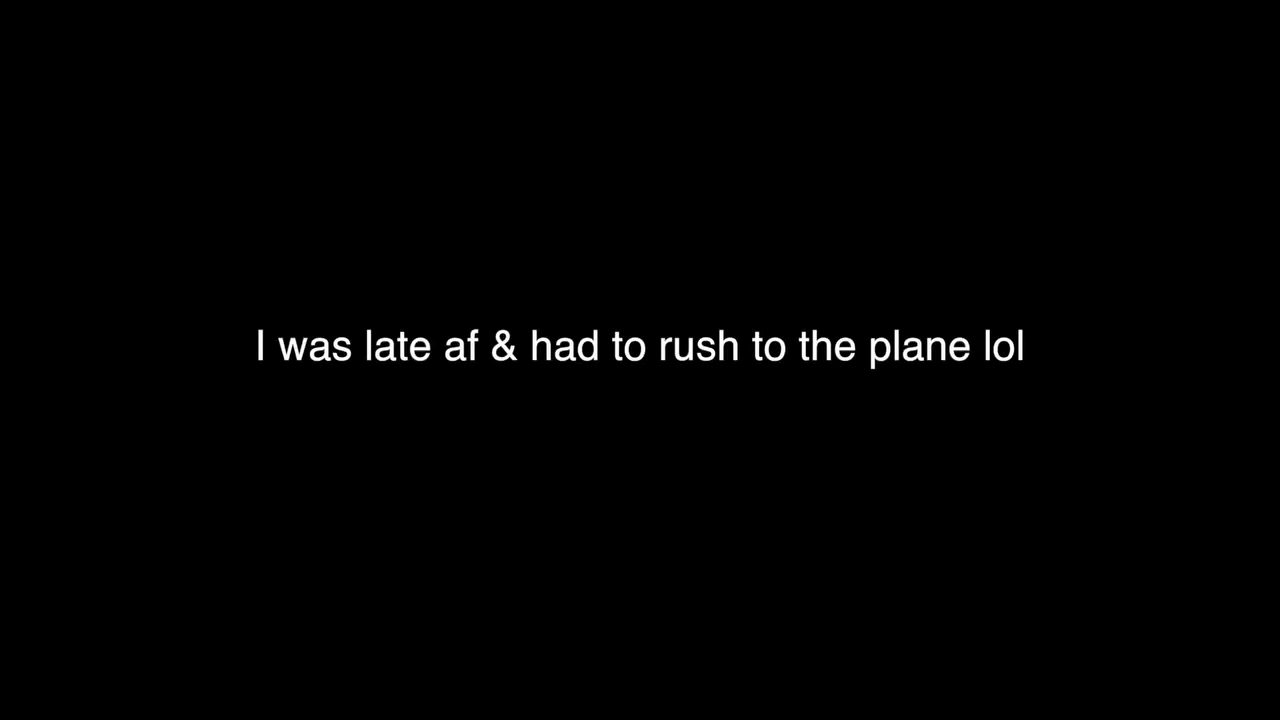 I was late af & had to rush to the plane lol